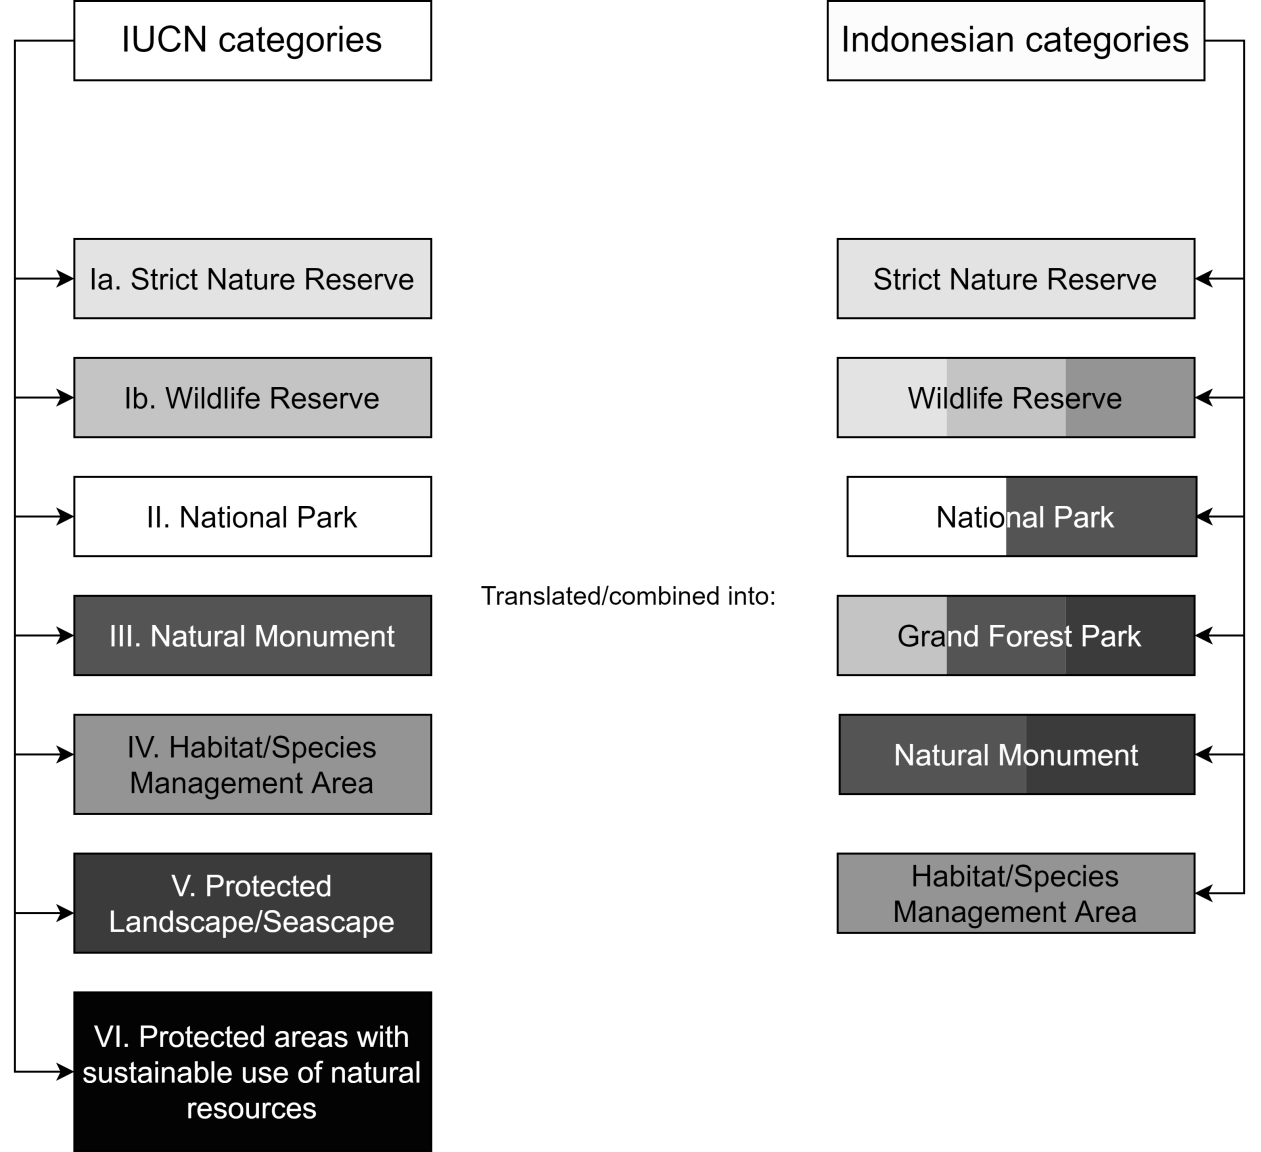 IUCN categories
Indonesian categories
Ia. Strict Nature Reserve
Strict Nature Reserve
Ib. Wildlife Reserve
Wildlife Reserve
II. National Park
National Park
Translated/combined into:
III. Natural Monument
Grand Forest Park
IV. Habitat/Species
Management Area
Natural Monument
V. Protected
Landscape/Seascape
Habitat/Species
Management Area
VI. Protected areas with
sustainable use of natural
resources